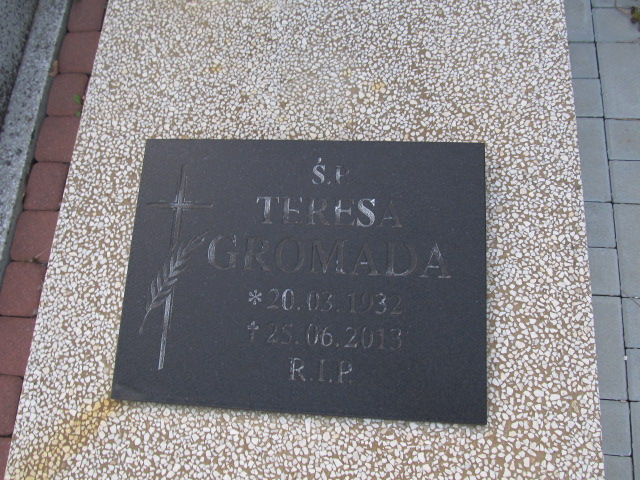 Ś.P.
TERESA
GROMADA
* 20.03.1932
† 25.06.2013
R.I.P.